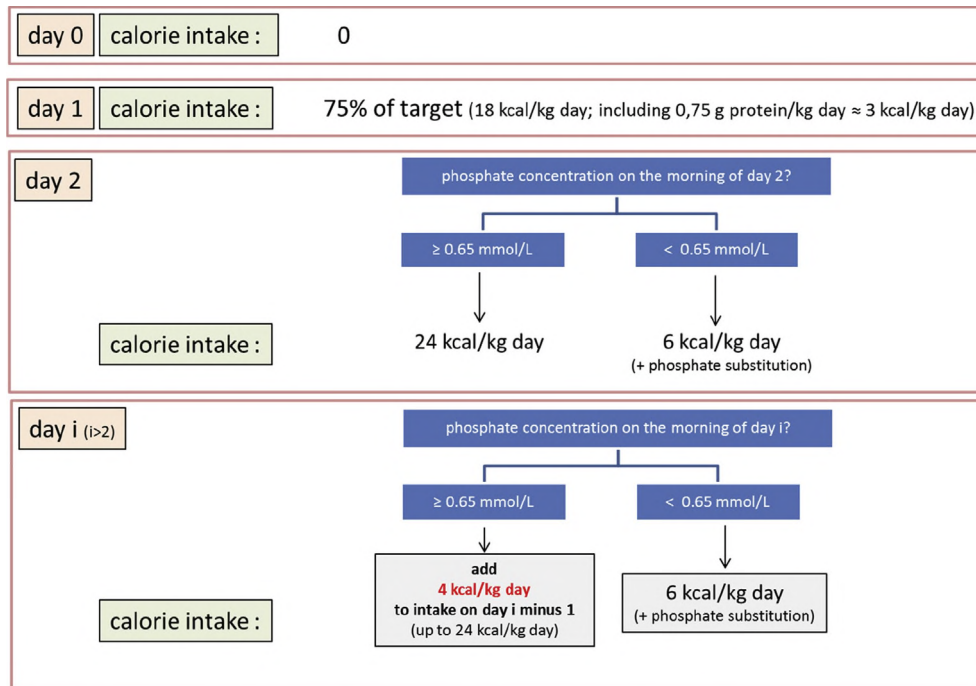 day 0 calorie intake : 0
day 1 calorie intake : 75% of target (18 kcal/kg day; including 0,75 g protein/kg day ≈ 3 kcal/kg day)
day 2
phosphate concentration on the morning of day 2?
≥ 0.65 mmol/L < 0.65 mmol/L
calorie intake : 24 kcal/kg day 6 kcal/kg day
(+ phosphate substitution)
day i (i>2)
phosphate concentration on the morning of day i?
≥ 0.65 mmol/L < 0.65 mmol/L
add
4 kcal/kg day
to intake on day i minus 1
(up to 24 kcal/kg day)
6 kcal/kg day
(+ phosphate substitution)
calorie intake :